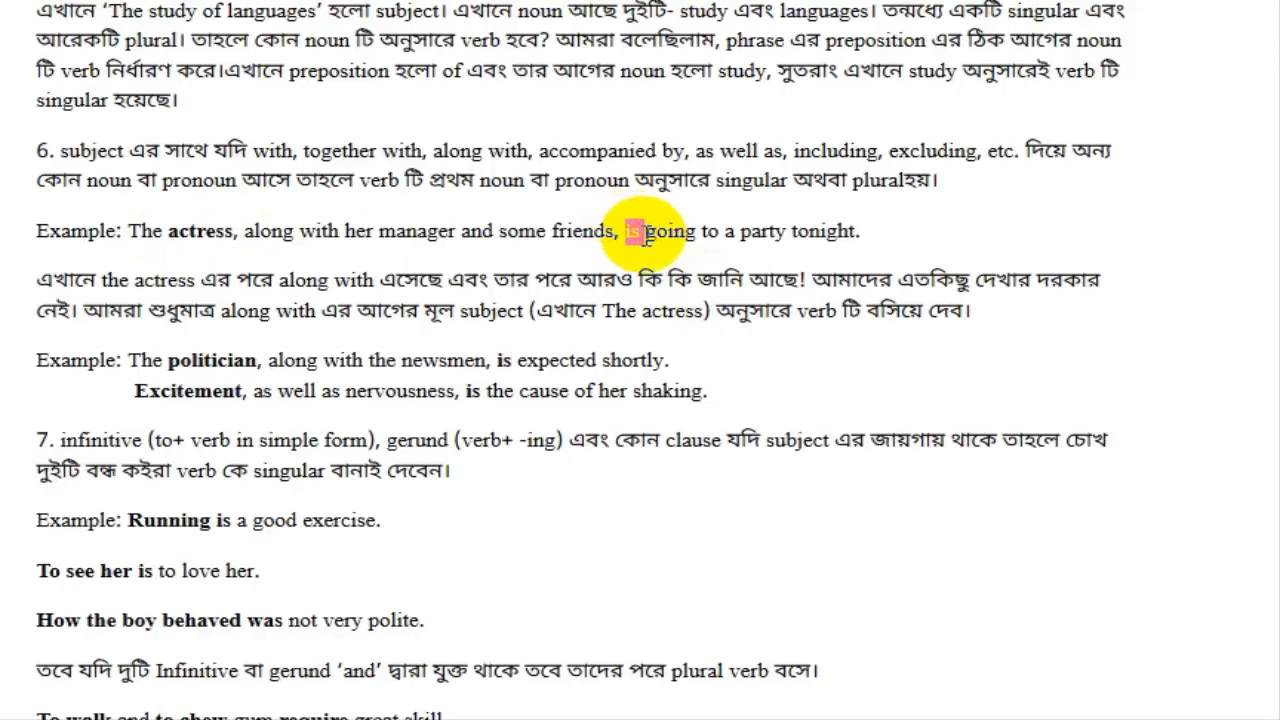 এখানে ‘The study of languages’ হলো subject। এখানে noun আছে দুইটি- study এবং languages। তন্মধ্যে একটি singular এবং
আরেকটি plural। তাহলে কোন noun টি অনুসারে verb হবে? আমরা বলেছিলাম, phrase এর preposition এর ঠিক আগের noun
টি verb নির্ধারণ করে।এখানে preposition হলো of এবং তার আগের noun হলো study, সুতরাং এখানে study অনুসারেই verb টি
singular হয়েছে।
6. subject এর সাথে যদি with, together with, along with, accompanied by, as well as, including, excluding, etc. দিয়ে অন্য
কোন noun বা pronoun আসে তাহলে verb টি প্রথম noun বা pronoun অনুসারে singular অথবা pluralহয়।
Example: The actress, along with her manager and some friends, is going to a party tonight.
এখানে the actress এর পরে along with এসেছে এবং তার পরে আরও কি কি জানি আছে! আমাদের এতকিছু দেখার দরকার
নেই। আমরা শুধুমাত্র along with এর আগের মূল subject (এখানে The actress) অনুসারে verb টি বসিয়ে দেব।
Example: The politician, along with the newsmen, is expected shortly.
Excitement, as well as nervousness, is the cause of her shaking.
7. infinitive (to+ verb in simple form), gerund (verb+ -ing) এবং কোন clause যদি subject এর জায়গায় থাকে তাহলে চোখ
দুইটি বন্ধ কইরা verb কে singular বানাই দেবেন।
Example: Running is a good exercise.
To see her is to love her.
How the boy behaved was not very polite.
তবে যদি দুটি Infinitive বা gerund ‘and’ দ্বারা যুক্ত থাকে তবে তাদের পরে plural verb বসে।
To walk and to chew gum require great skill.